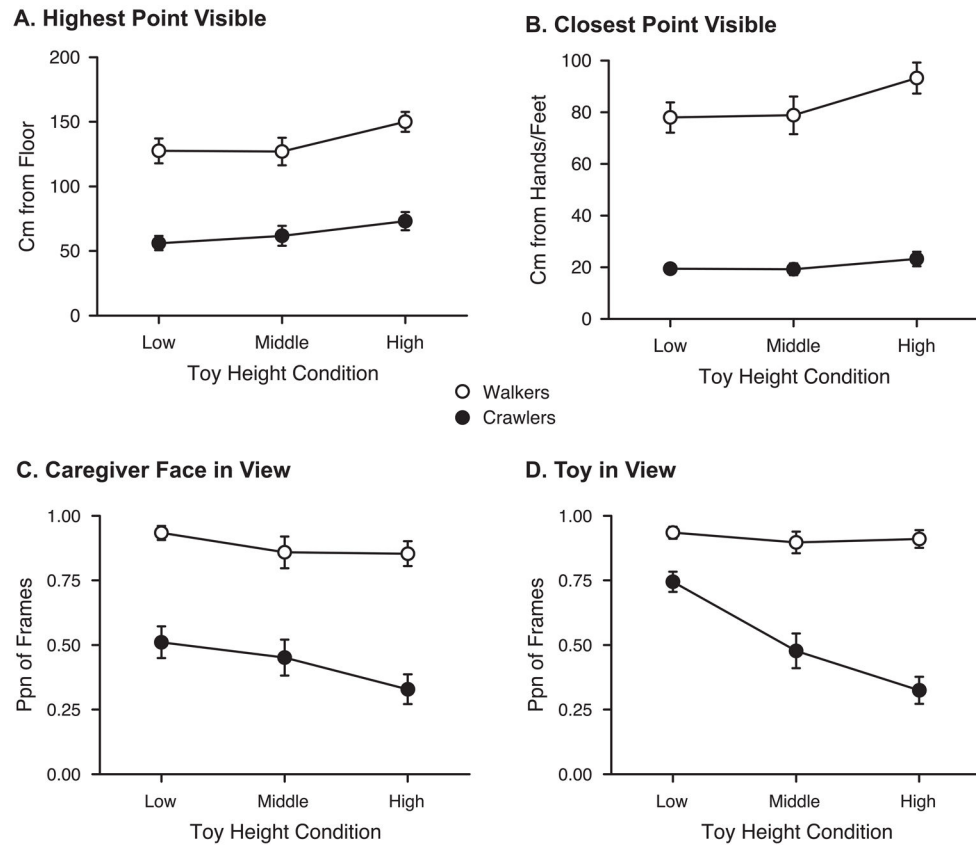 A. Highest Point Visible
200
150
100
50
0
Cm from Floor
Low Middle High
Toy Height Condition
B. Closest Point Visible
100
80
60
40
20
0
Cm from Hands/Feet
Low Middle High
Toy Height Condition
Walkers
Crawlers
C. Caregiver Face in View
1.00
0.75
0.50
0.25
0.00
Ppn of Frames
Low Middle High
Toy Height Condition
D. Toy in View
1.00
0.75
0.50
0.25
0.00
Ppn of Frames
Low Middle High
Toy Height Condition